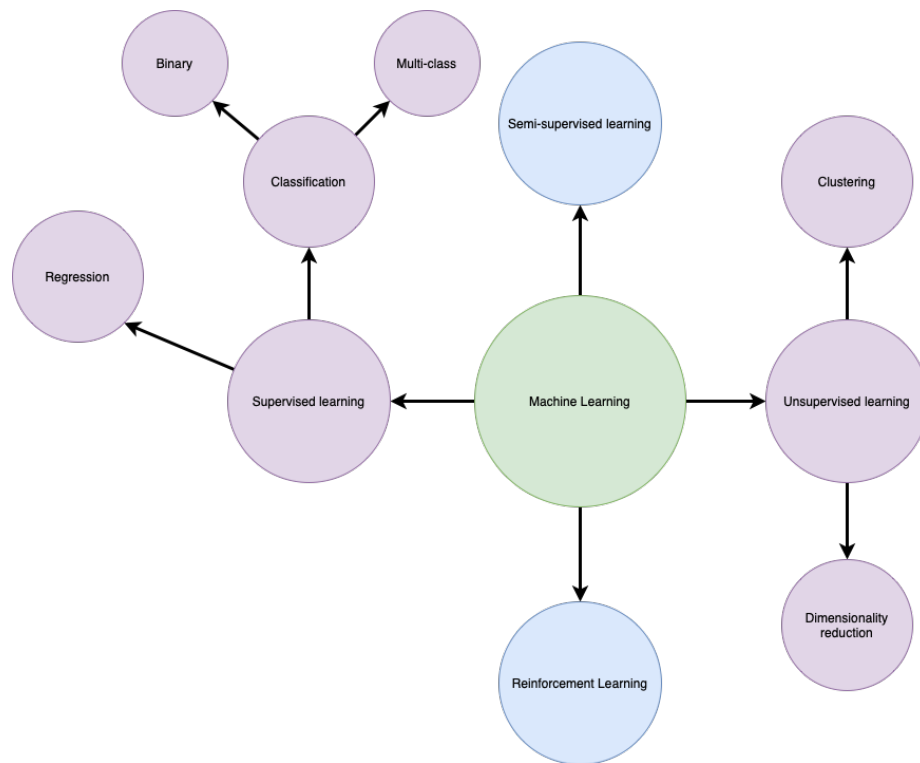 Binary
Multi-class
Semi-supervised learning
Classification
Clustering
Regression
Supervised learning
Machine Learning
Unsupervised learning
Dimensionality
reduction
Reinforcement Learning